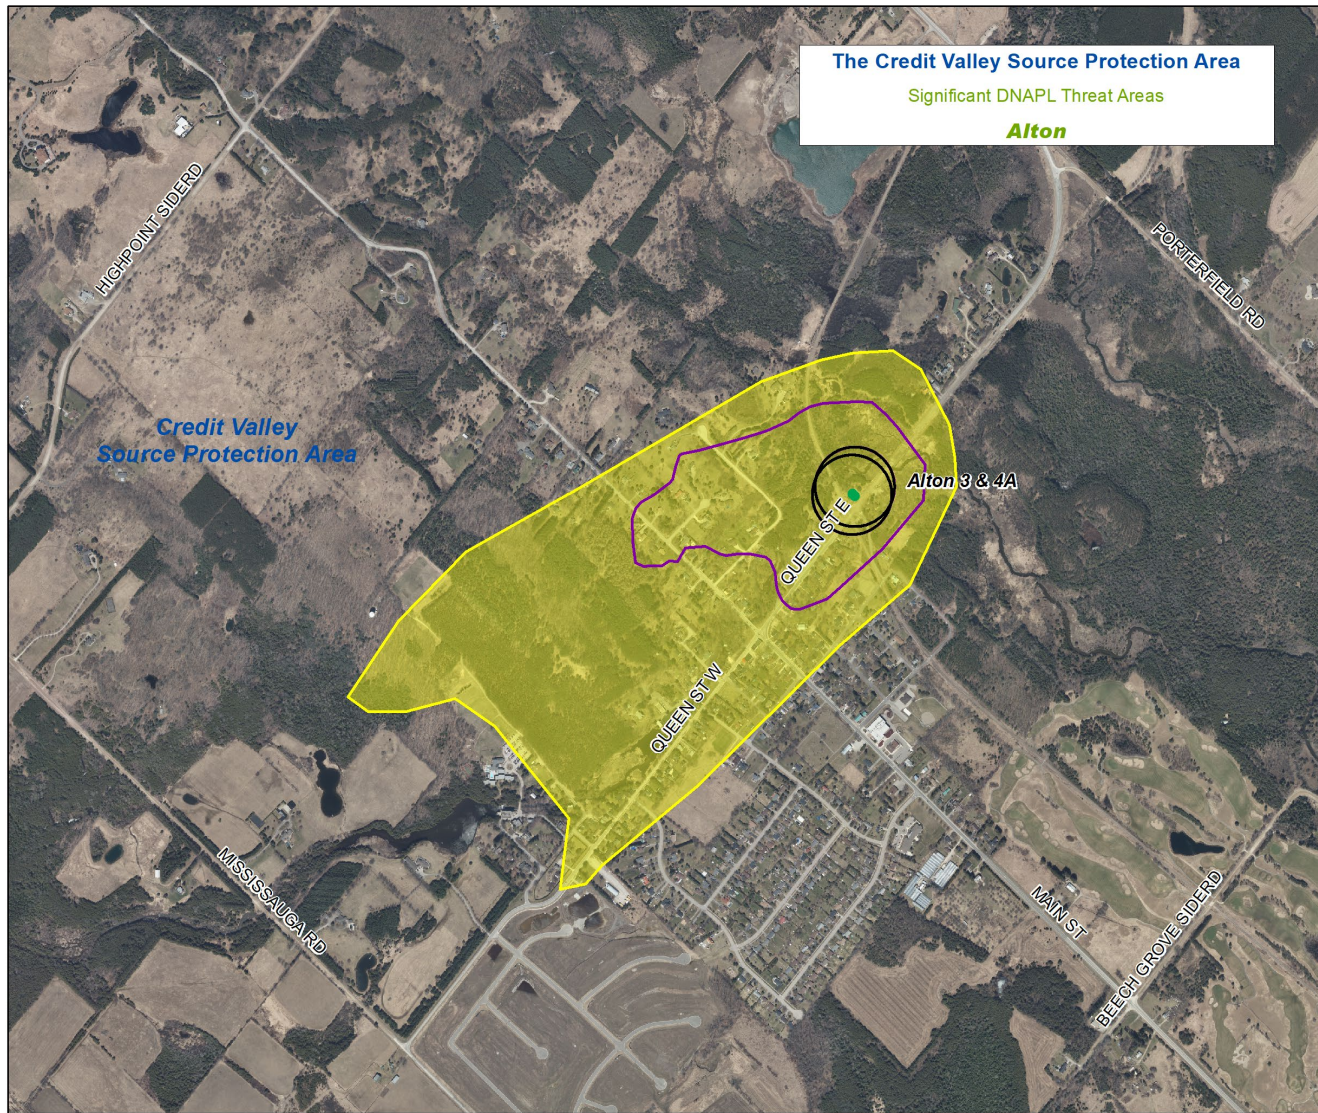 The Credit Valley Source Protection Area
Significant DNAPL Threat Areas
Alton
HIGHPOINT SIDERD
PORTERFIELD RD
Credit Valley
Source Protection Area
Alton 3 & 4A
QUEEN ST E
QUEEN ST W
MISSISSAUGA RD
MAIN ST
BEECH GROVE SIDERD